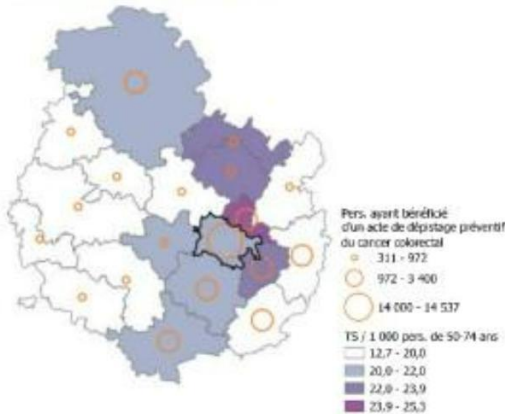 Pers. ayant bénéficié
d'un acte de dépistage préventif
du cancer colorectal
311 - 972
972 - 3 400
14 000 - 14 537
TS / 1 000 pers. de 50-74 ans
12,7 - 20,0
20,0 - 22,0
22,0 - 23,9
23,9 - 25,3